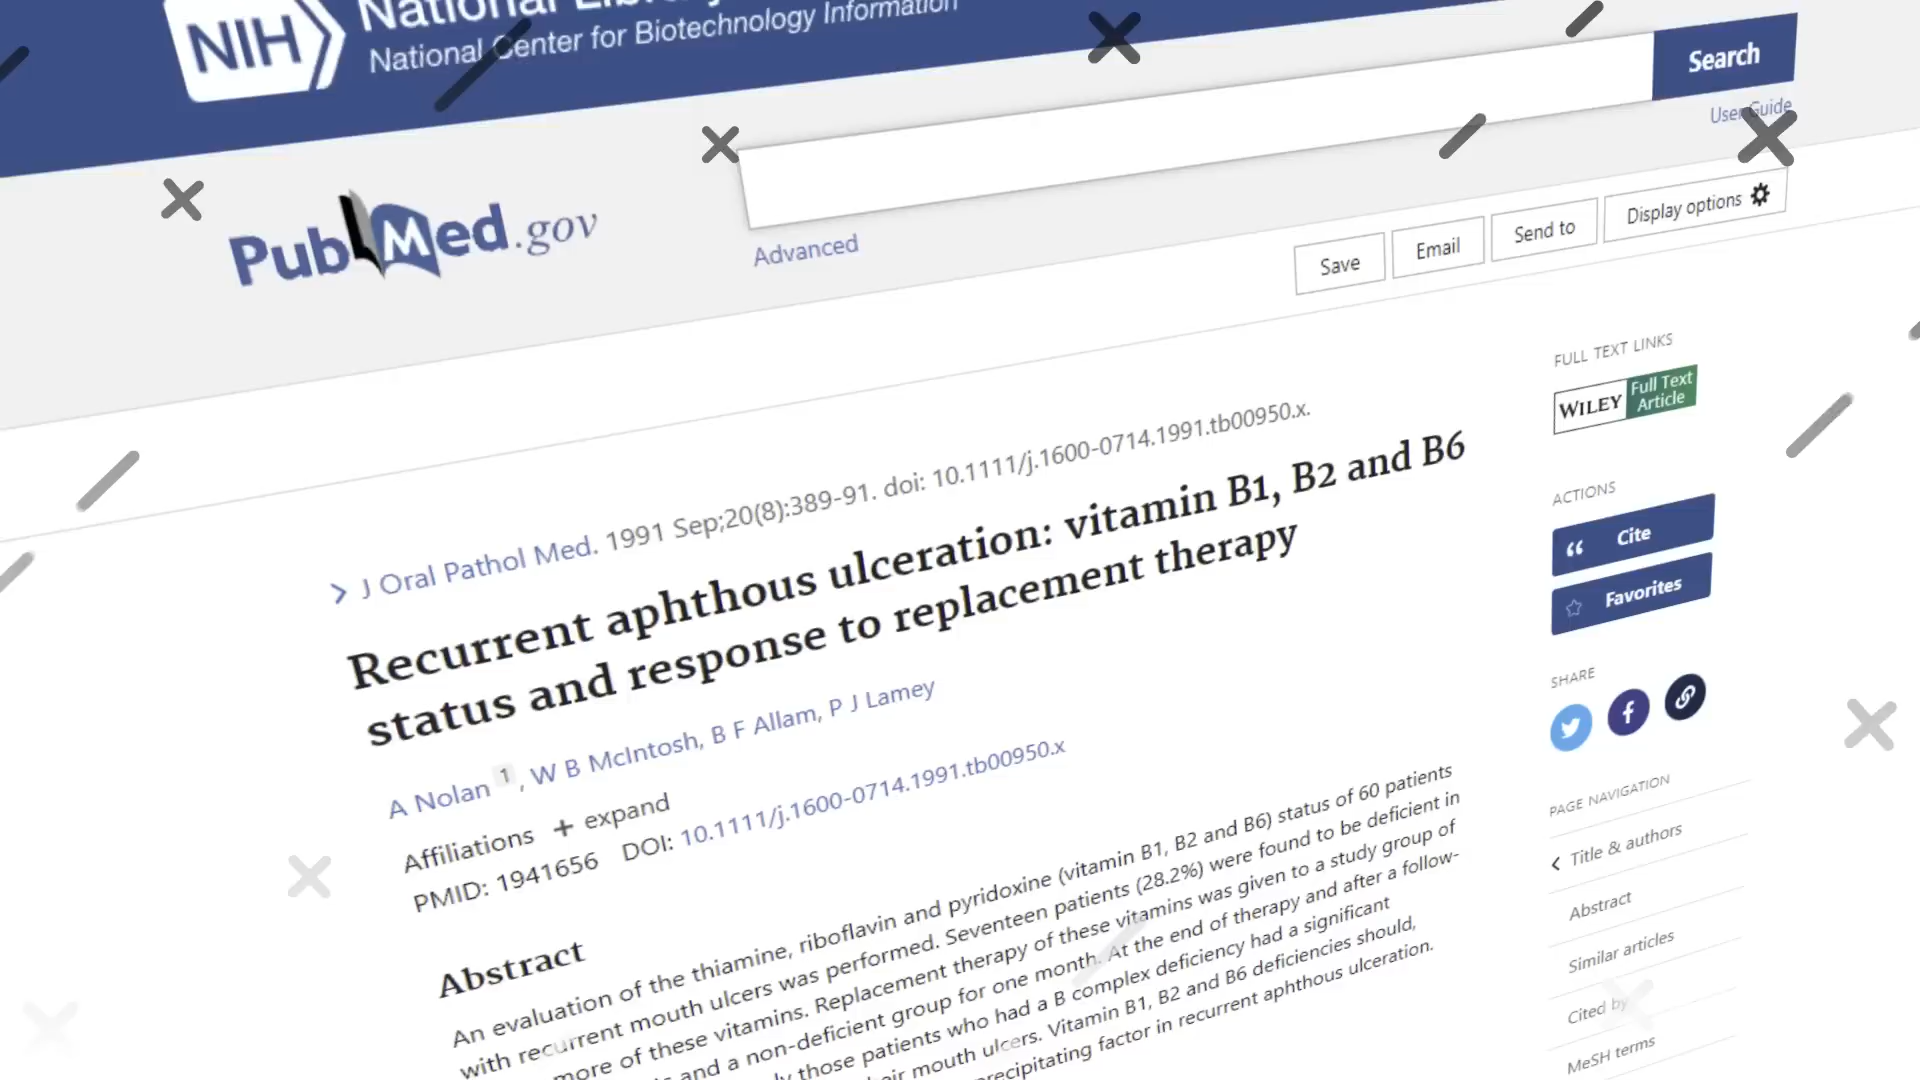 NIH
National
National Center for Biotechnology Information
Search
User Guide
PubMed.gov
Advanced
Save
Email
Send to
Display options
FULL TEXT LINKS
WILEY Full Text Article
J Oral Pathol Med. 1991 Sep;20(8):389-91. doi: 10.1111/j.1600-0714.1991.tb00950.x.
Recurrent aphthous ulceration: vitamin B1, B2 and B6
status and response to replacement therapy
A Nolan 1, W B McIntosh, B F Allam, P J Lamey
Affiliations + expand
PMID: 1941656 DOI: 10.1111/j.1600-0714.1991.tb00950.x
Abstract
An evaluation of the thiamine, riboflavin and pyridoxine (vitamin B1, B2 and B6) status of 60 patients
with recurrent mouth ulcers was performed. Seventeen patients (28.2%) were found to be deficient in
more of these vitamins. Replacement therapy of these vitamins was given to a study group of
and a non-deficient group for one month. At the end of therapy and after a follow-
those patients who had a B complex deficiency had a significant
mouth ulcers. Vitamin B1, B2 and B6 deficiencies should,
factor in recurrent aphthous ulceration.
ACTIONS
Cite
Favorites
SHARE
PAGE NAVIGATION
Title & authors
Abstract
Similar articles
Cited by
MeSH terms